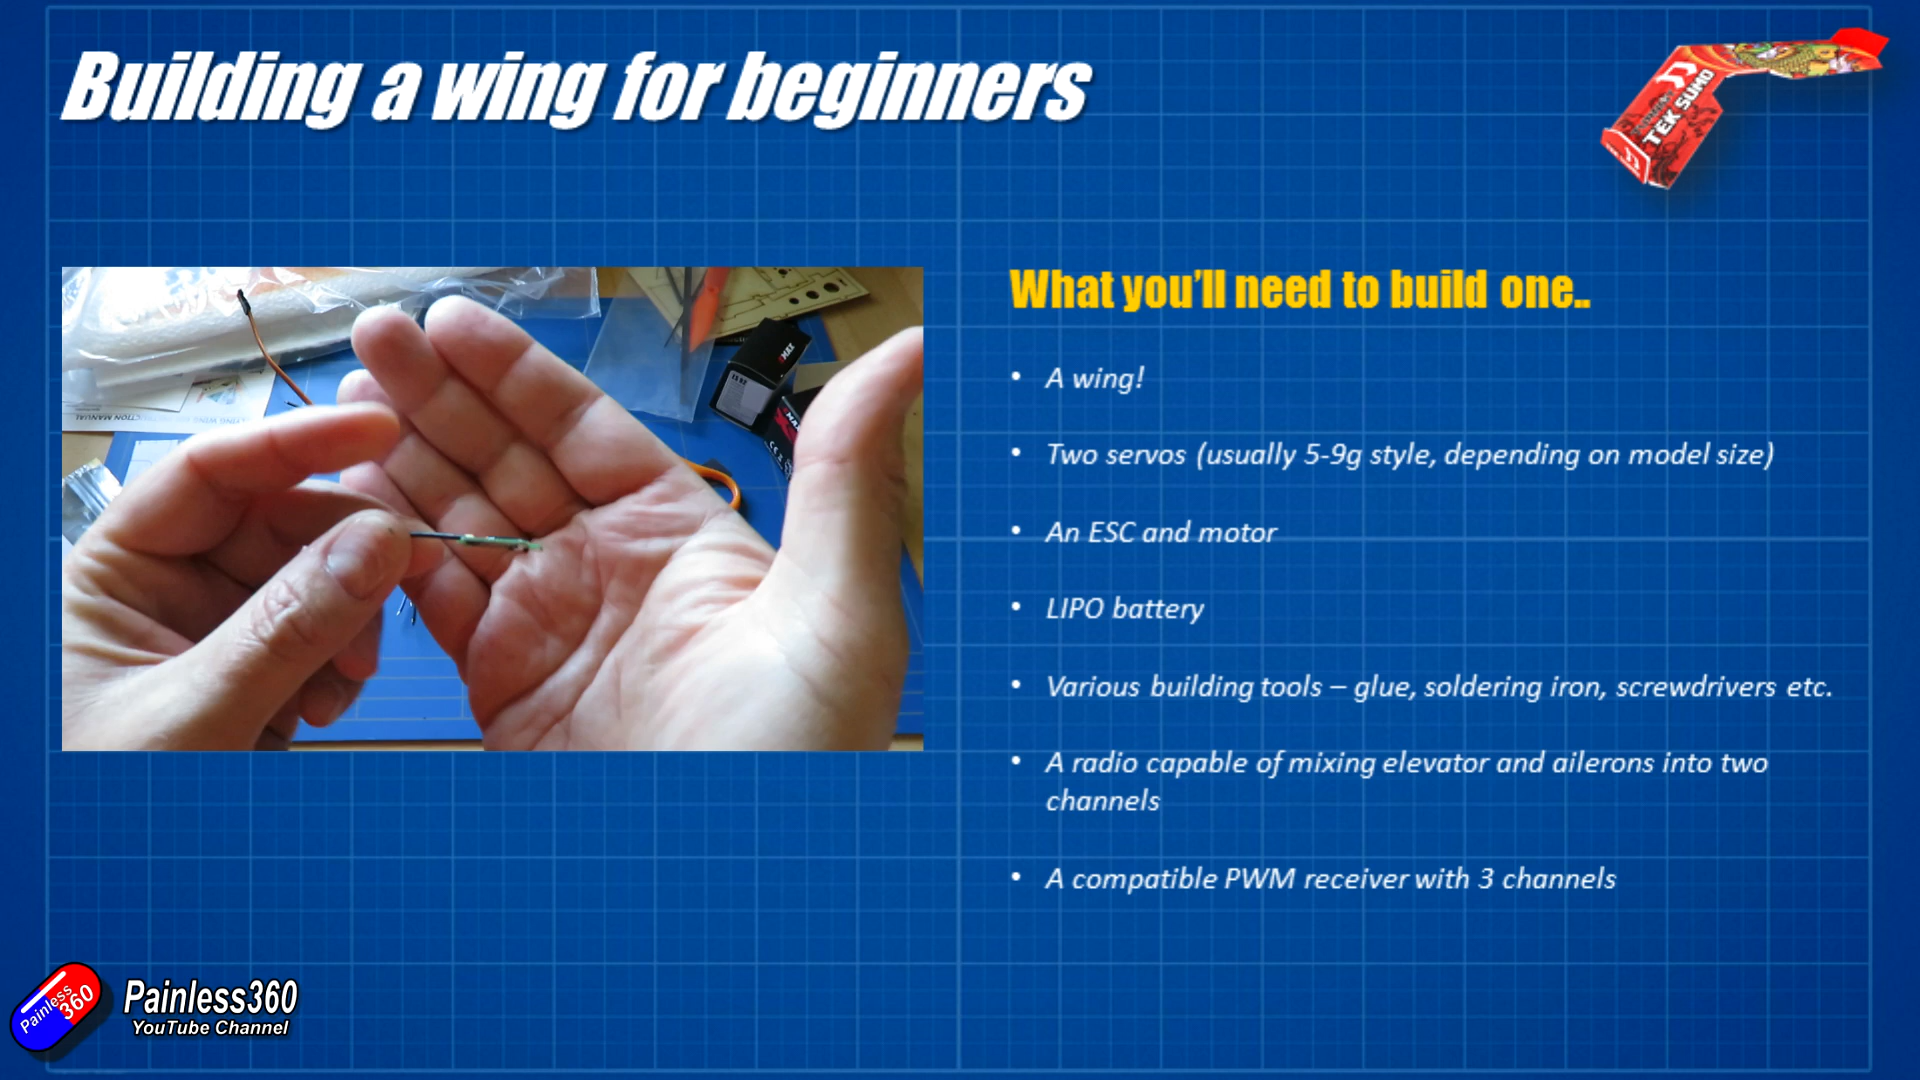 Building a wing for beginners
TEK SUMO
What you'll need to build one..
• A wing!
• Two servos (usually 5-9g style, depending on model size)
• An ESC and motor
• LIPO battery
• Various building tools – glue, soldering iron, screwdrivers etc.
• A radio capable of mixing elevator and ailerons into two
channels
• A compatible PWM receiver with 3 channels
Painless
360
Painless360
YouTube Channel